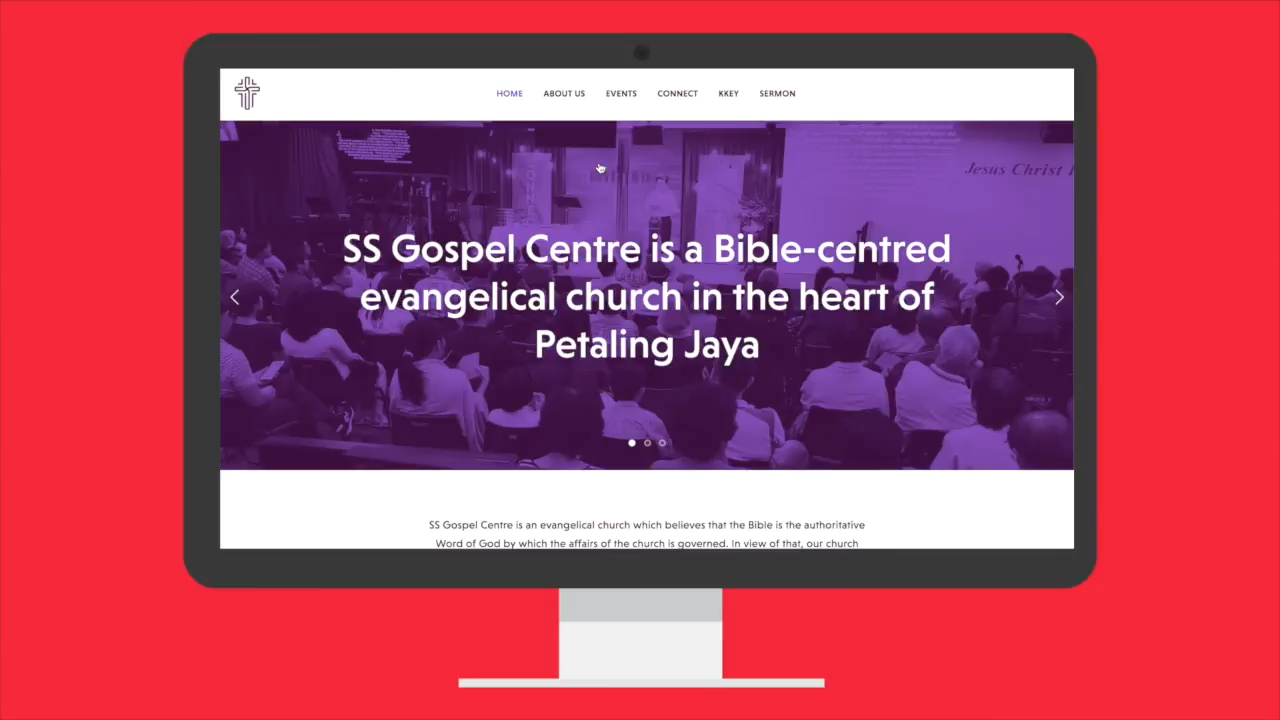 HOME ABOUT US EVENTS CONNECT KKEY SERMON
Jesus Christ
SS Gospel Centre is a Bible-centred
evangelical church in the heart of
Petaling Jaya
SS Gospel Centre is an evangelical church which believes that the Bible is the authoritative
Word of God by which the affairs of the church is governed. In view of that, our church